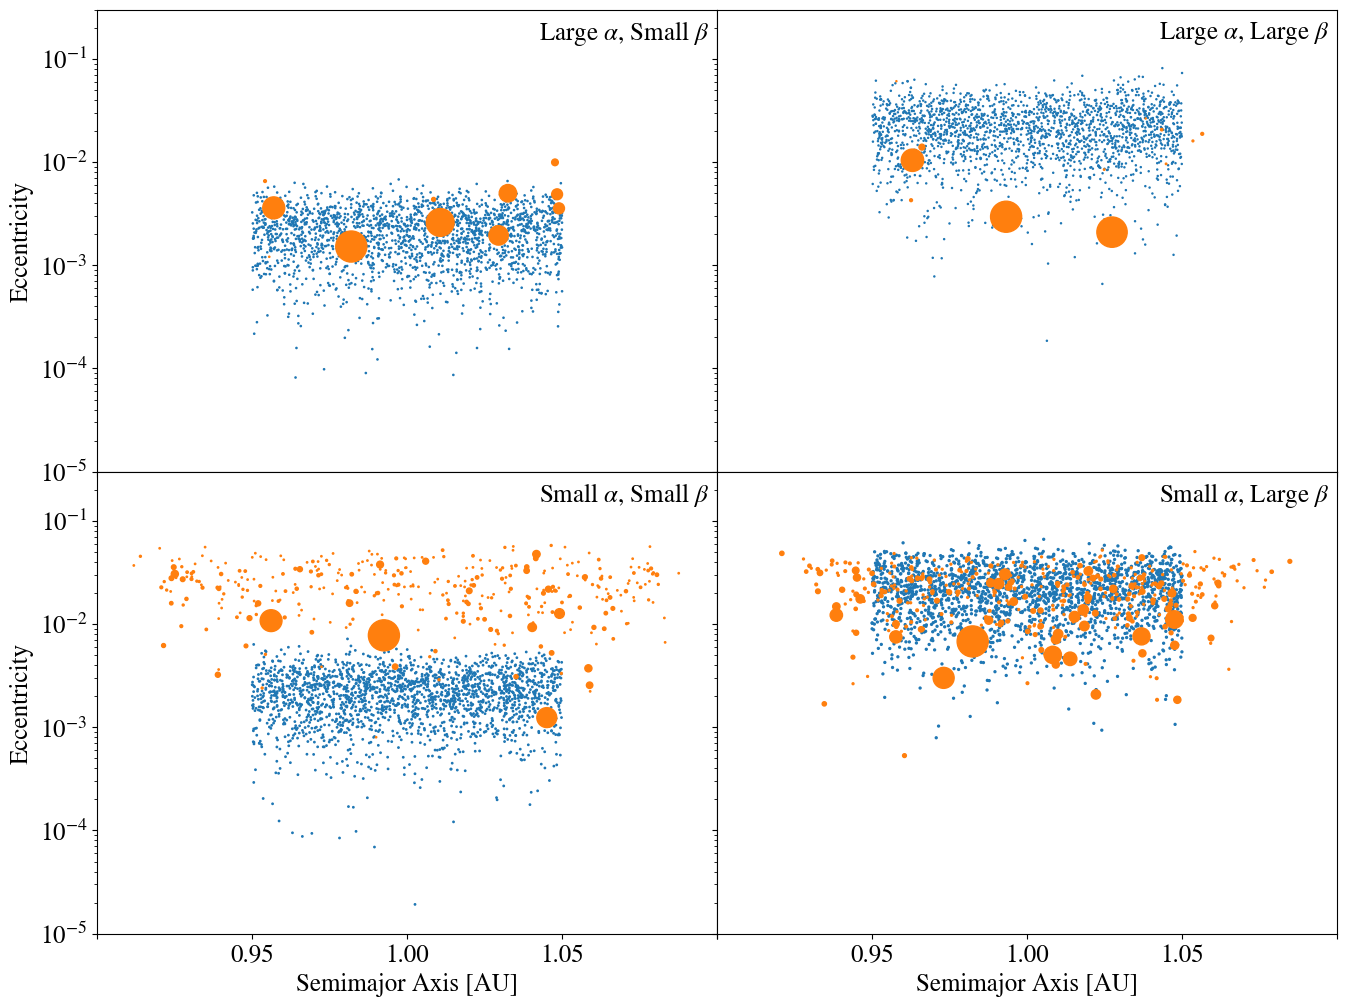 Large α, Small β
Large α, Large β
10⁻¹
10⁻²
10⁻³
10⁻⁴
10⁻⁵
Eccentricity
Small α, Small β
Small α, Large β
10⁻¹
10⁻²
10⁻³
10⁻⁴
10⁻⁵
Eccentricity
0.95 1.00 1.05
0.95 1.00 1.05
Semimajor Axis [AU]
Semimajor Axis [AU]